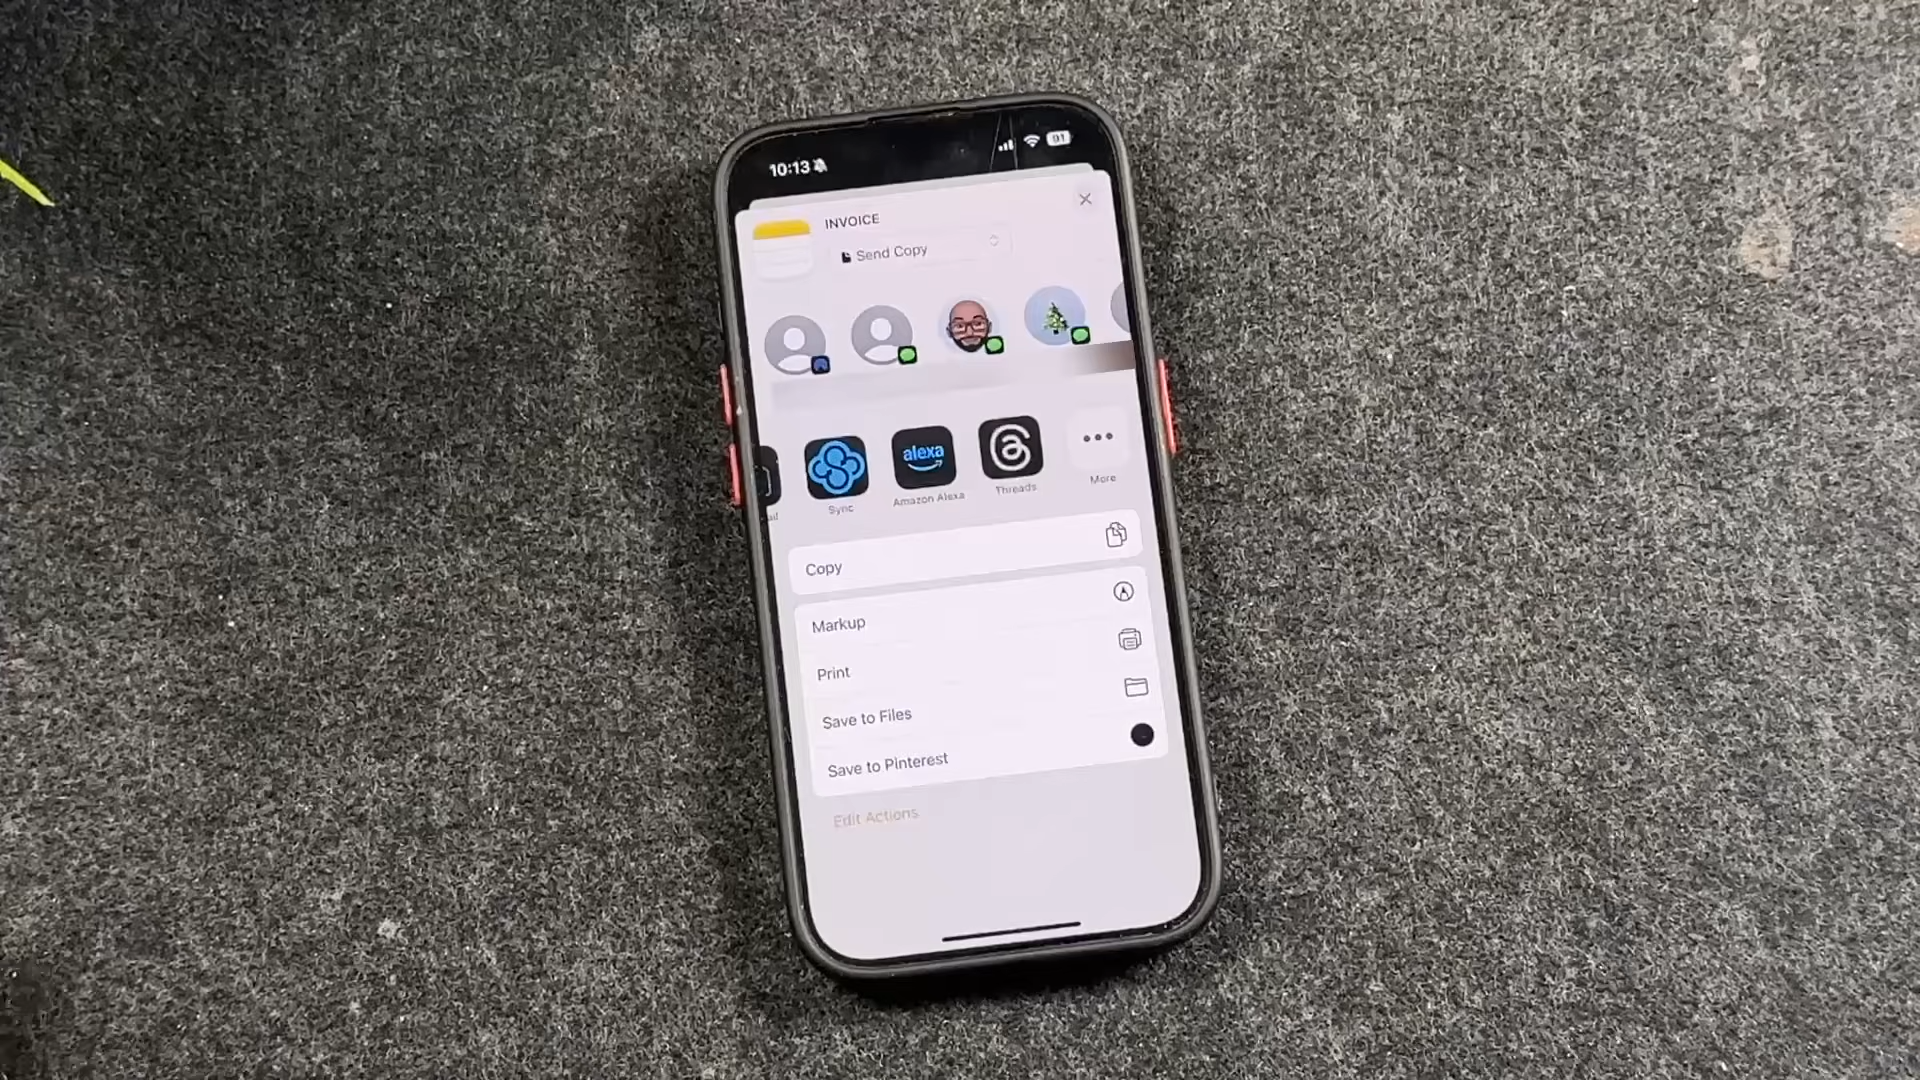 10:13
91
INVOICE
Send Copy
alexa
Sync
Amazon Alexa
Threads
More
Copy
Markup
Print
Save to Files
Save to Pinterest
Edit Actions